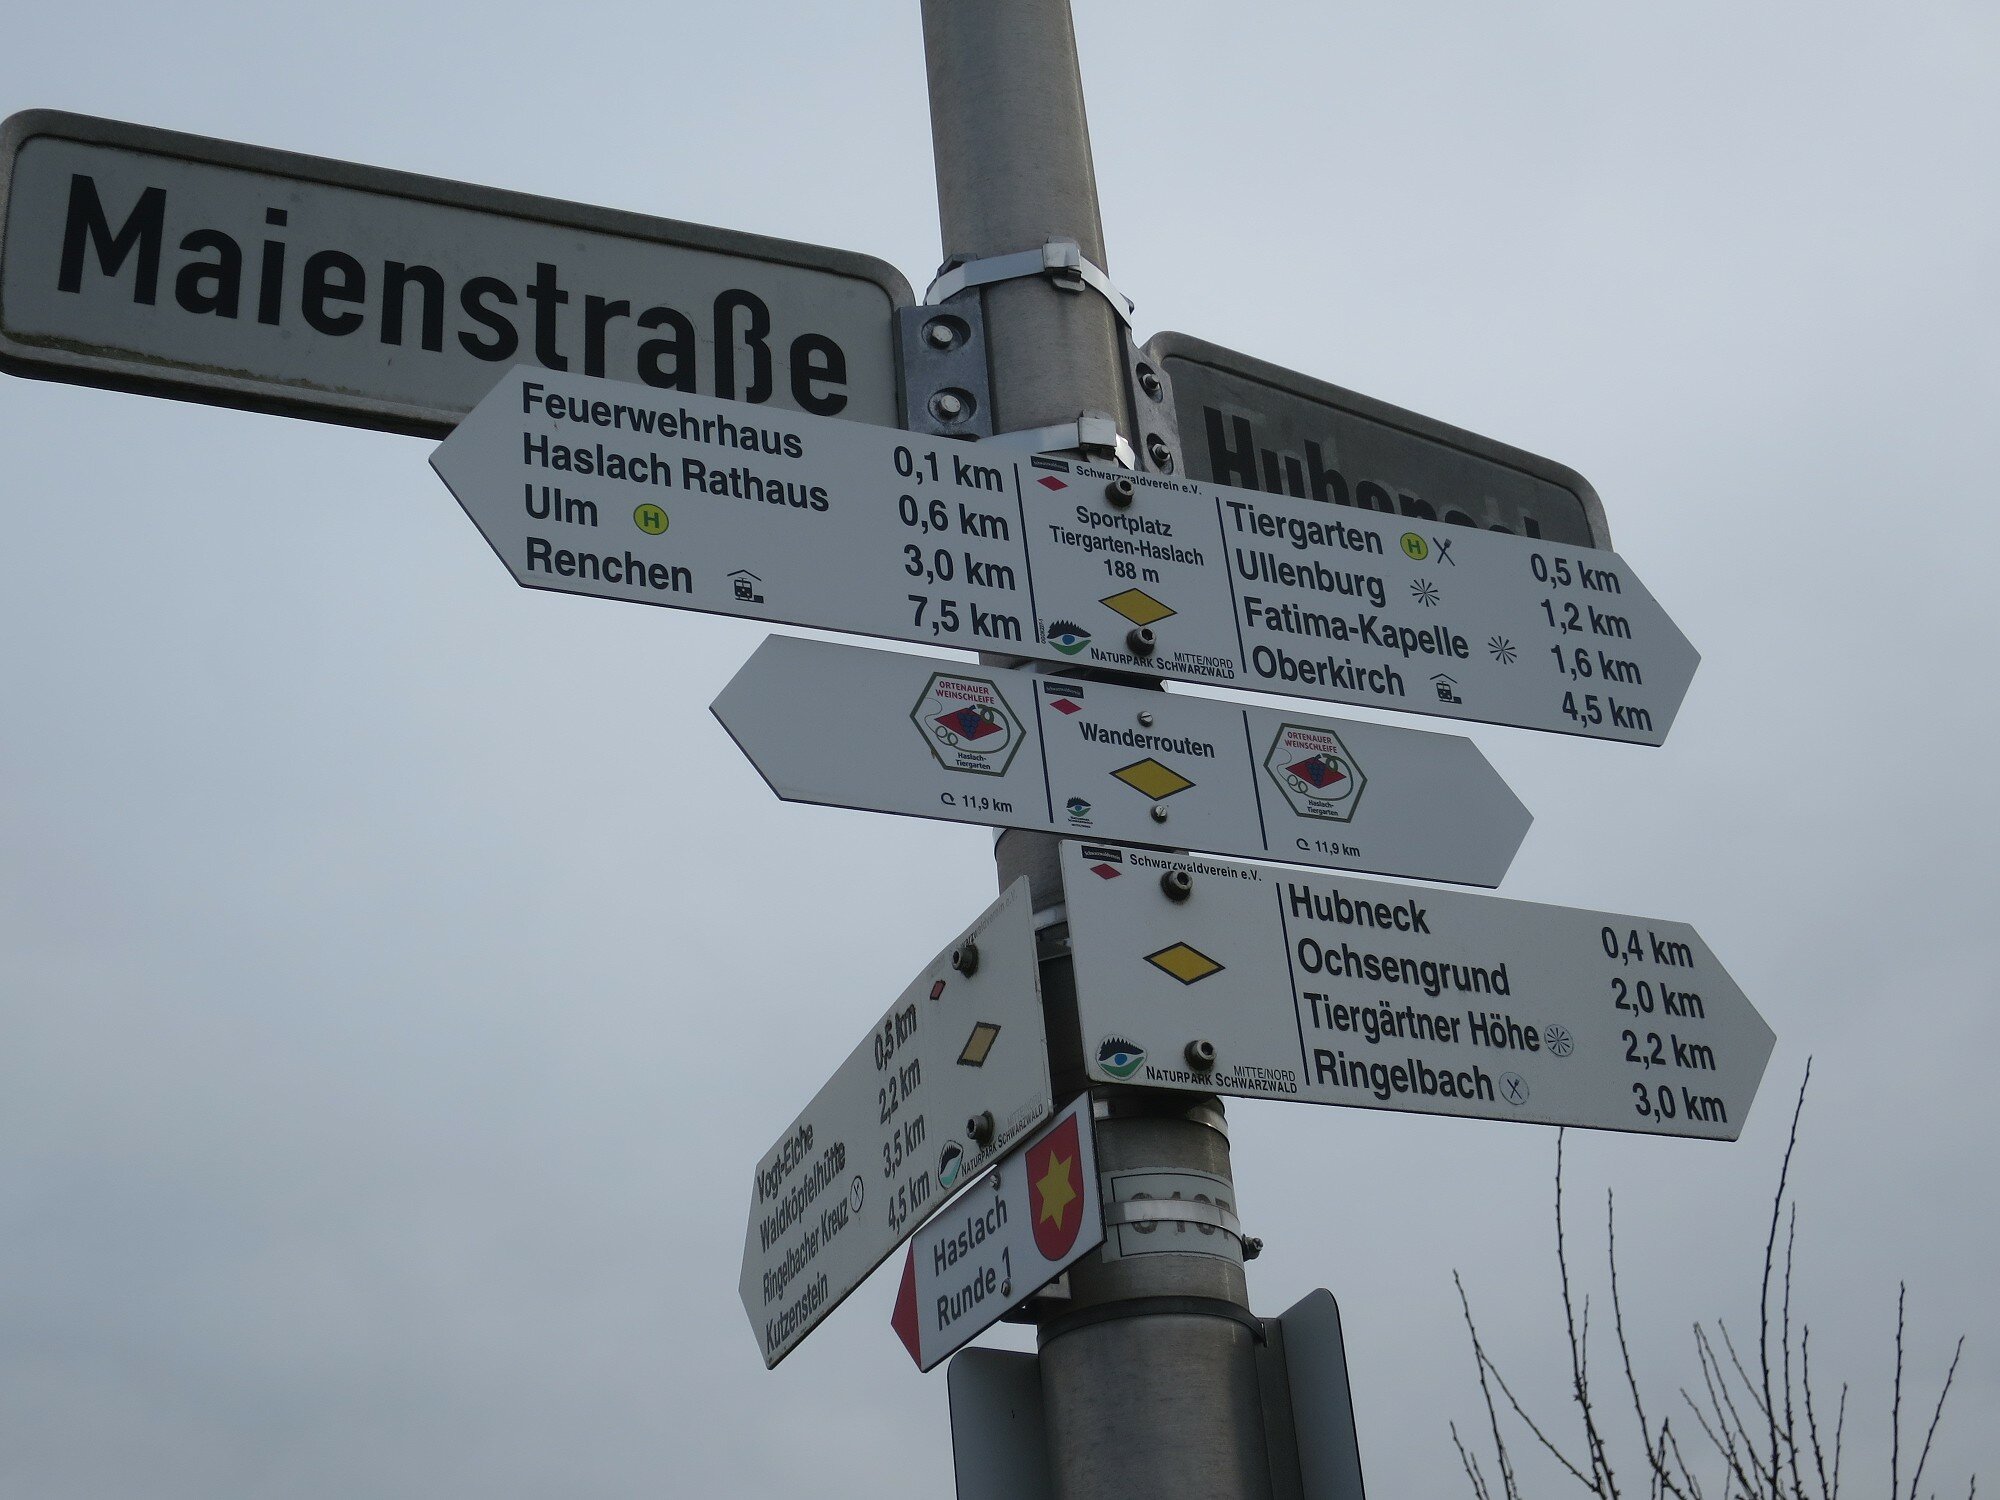 Maienstraße
Feuerwehrhaus 0,1 km
Haslach Rathaus 0,6 km
Ulm H 3,0 km
Renchen 7,5 km
Schwarzwaldverein
Schwarzwaldverein e.V.
Sportplatz
Tiergarten-Haslach
188 m
MITTE/NORD
NATURPARK SCHWARZWALD
Tiergarten H 0,5 km
Ullenburg 1,2 km
Fatima-Kapelle 1,6 km
Oberkirch 4,5 km
ORTENAUER
WEINSCHLEIFE
Haslach-
Tiergarten
11,9 km
Schwarzwaldverein
Wanderrouten
ORTENAUER
WEINSCHLEIFE
Haslach-
Tiergarten
11,9 km
Schwarzwaldverein
Schwarzwaldverein e.V.
MITTE/NORD
NATURPARK SCHWARZWALD
Hubneck 0,4 km
Ochsengrund 2,0 km
Tiergärtner Höhe 2,2 km
Ringelbach 3,0 km
Vogt-Eiche 0,5 km
Waldköpfelhütte 2,2 km
Ringelbacher Kreuz 3,5 km
Kutzenstein 4,5 km
NATURPARK SCHWARZWALD
Haslach
Runde 1